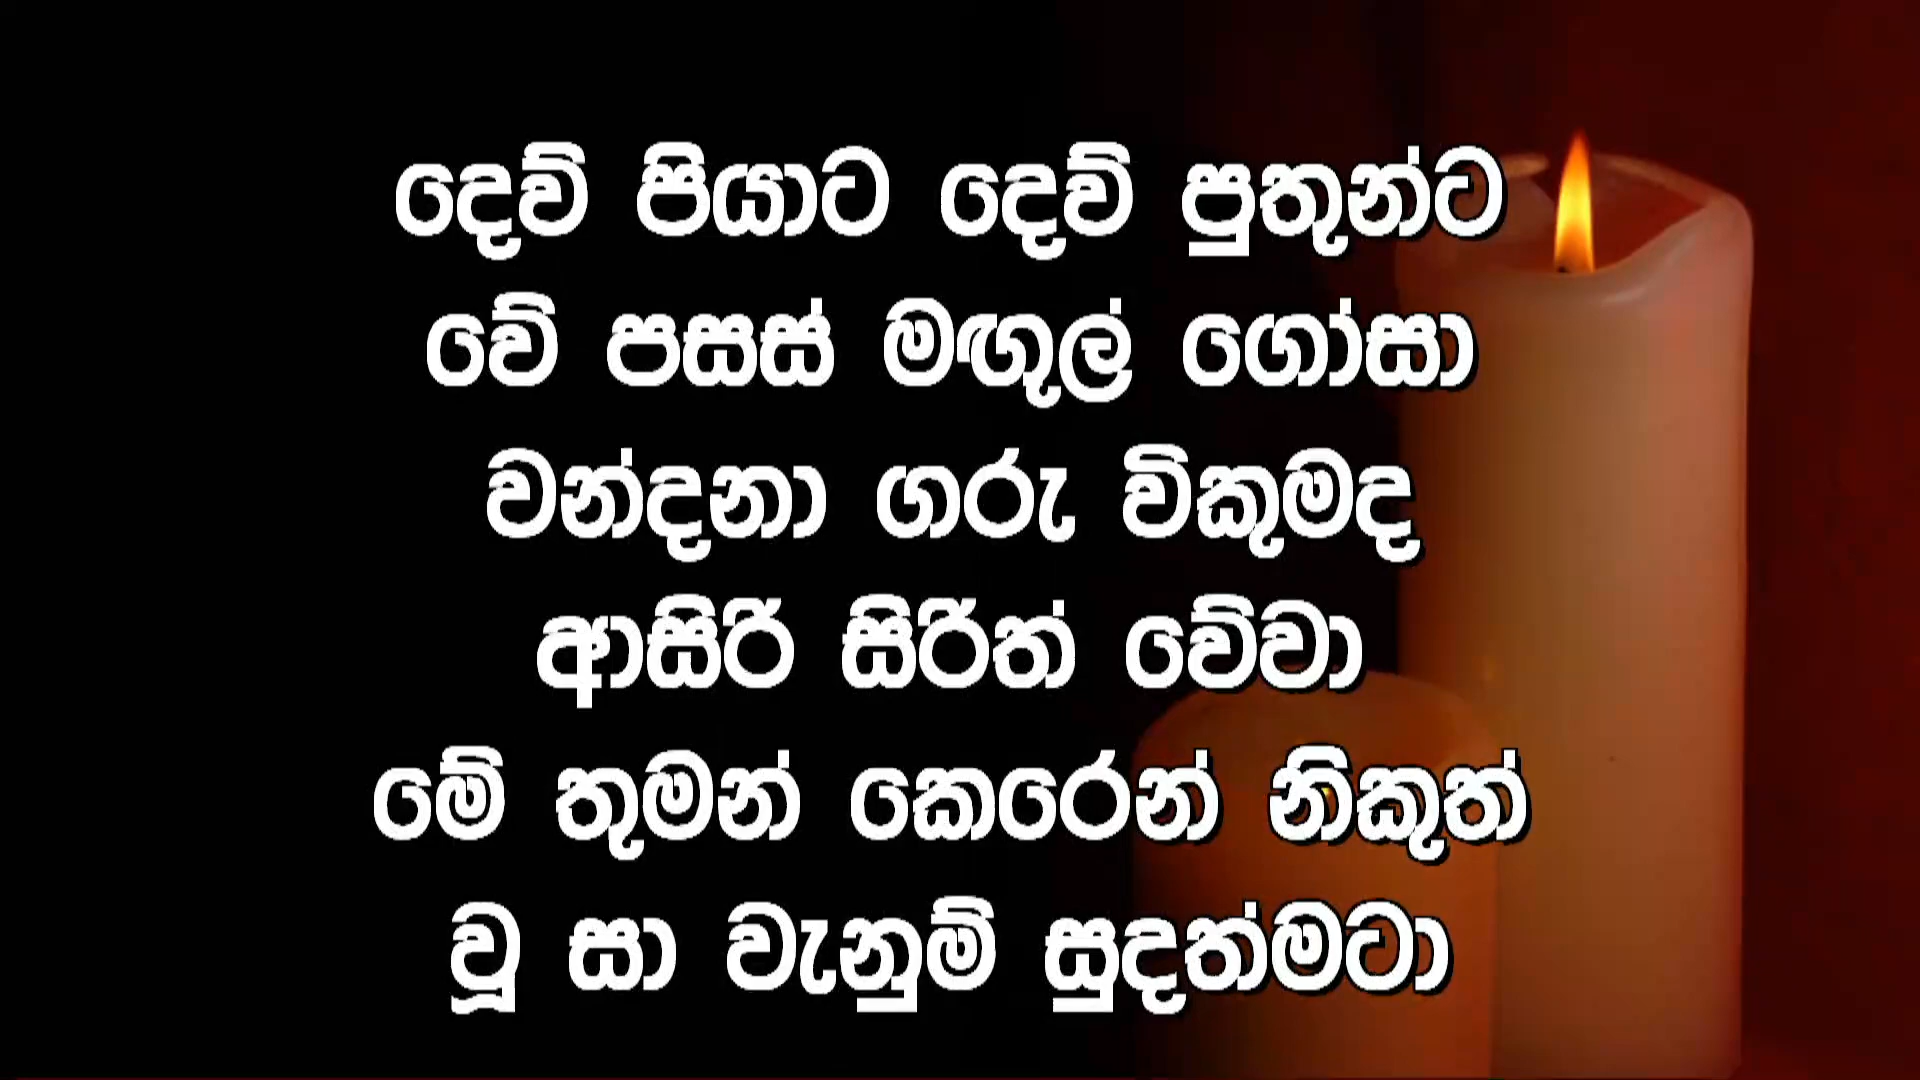 දෙව් පියාට දෙව් පුතුන්ට
වේ පසස් මඟුල් ගෝසා
වන්දනා ගරු විකුමද
ආසිරි සිරිත් වේවා
මේ තුමන් කෙරෙන් නිකුත්
වූ සා වැනුම් සුදත්මටා